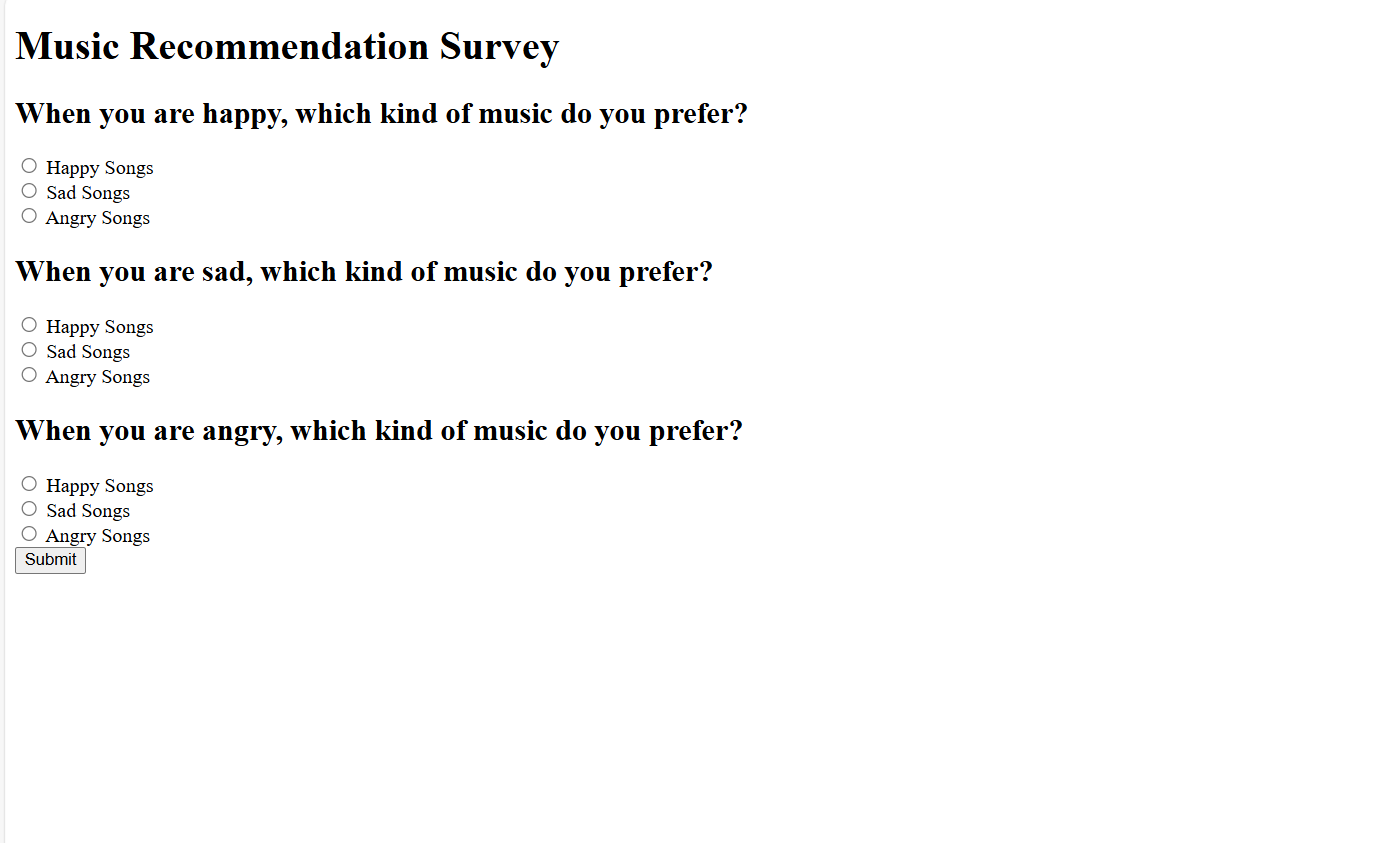 Music Recommendation Survey
When you are happy, which kind of music do you prefer?
Happy Songs
Sad Songs
Angry Songs
When you are sad, which kind of music do you prefer?
Happy Songs
Sad Songs
Angry Songs
When you are angry, which kind of music do you prefer?
Happy Songs
Sad Songs
Angry Songs
Submit